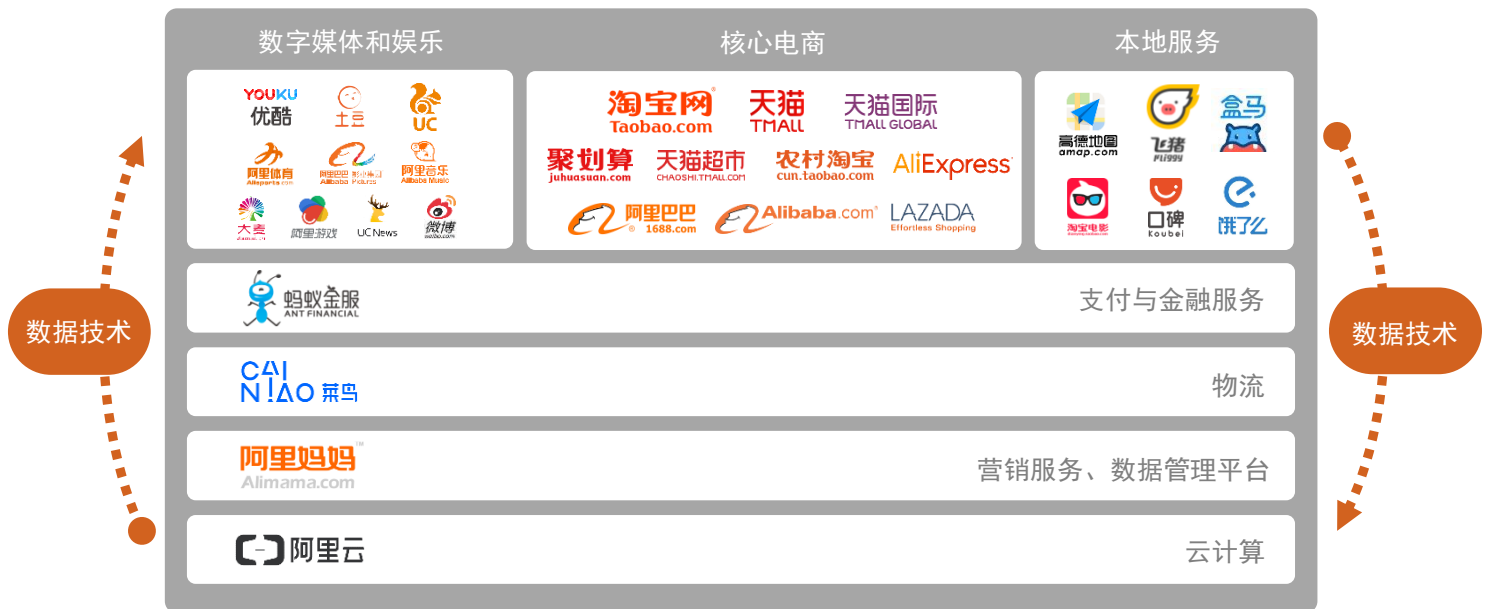 数字媒体和娱乐
核心电商
本地服务
YOUKU
优酷
土豆
UC
阿里体育
Alisports.com
阿里巴巴影业集团
Alibaba Pictures
阿里音乐
Alibaba Music
大麦
阿里游戏
UC News
微博
weibo.com
淘宝网
Taobao.com
天猫
TMALL
天猫国际
TMALL GLOBAL
聚划算
juhuasuan.com
天猫超市
CHAOSHI.TMALL.COM
农村淘宝
cun.taobao.com
AliExpress
阿里巴巴
1688.com
Alibaba.com
LAZADA
Effortless Shopping
高德地图
amap.com
飞猪
Fliggy
盒马
淘宝电影
口碑
Koubei
饿了么
数据技术
蚂蚁金服
ANT FINANCIAL
支付与金融服务
数据技术
CAI
NIAO 菜鸟
物流
阿里妈妈
Alimama.com
营销服务、数据管理平台
阿里云
云计算